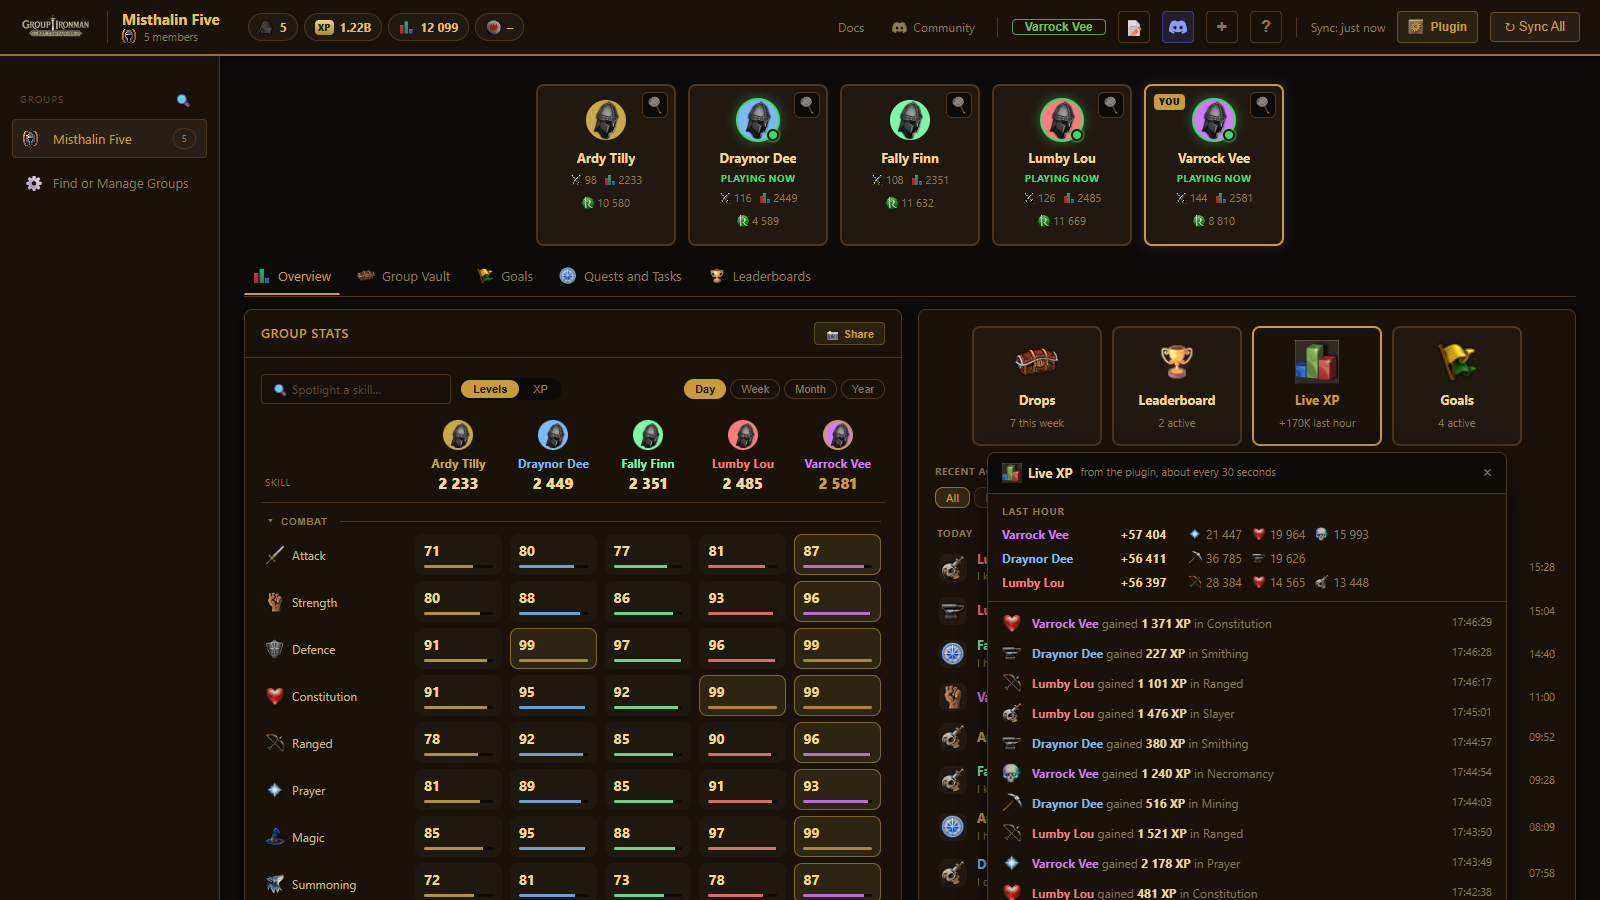 GROUP IRONMAN
Misthalin Five
5 members
5
XP 1.22B
12 099
–
Docs
Community
Varrock Vee
+
?
Sync: just now
Plugin
↻ Sync All
GROUPS
Misthalin Five
5
Find or Manage Groups
Ardy Tilly
98 2233
10 580
Draynor Dee
PLAYING NOW
116 2449
4 589
Fally Finn
108 2351
11 632
Lumby Lou
PLAYING NOW
126 2485
11 669
YOU
Varrock Vee
PLAYING NOW
144 2581
8 810
Overview
Group Vault
Goals
Quests and Tasks
Leaderboards
GROUP STATS
Share
Spotlight a skill...
Levels
XP
Day
Week
Month
Year
SKILL
Ardy Tilly
2 233
Draynor Dee
2 449
Fally Finn
2 351
Lumby Lou
2 485
Varrock Vee
2 581
COMBAT
Attack 71 80 77 81 87
Strength 80 88 86 93 96
Defence 91 99 97 96 99
Constitution 91 95 92 99 99
Ranged 78 92 85 90 96
Prayer 81 89 85 91 93
Magic 85 95 88 97 99
Summoning 72 81 73 78 87
Drops
7 this week
Leaderboard
2 active
Live XP
+170K last hour
Goals
4 active
RECENT A
All
TODAY
15:28
15:04
14:40
11:00
09:52
09:28
08:09
07:58
Live XP from the plugin, about every 30 seconds
×
LAST HOUR
Varrock Vee +57 404 21 447 19 964 15 993
Draynor Dee +56 411 36 785 19 626
Lumby Lou +56 397 28 384 14 565 13 448
Varrock Vee gained 1 371 XP in Constitution 17:46:29
Draynor Dee gained 227 XP in Smithing 17:46:28
Lumby Lou gained 1 101 XP in Ranged 17:46:17
Lumby Lou gained 1 476 XP in Slayer 17:45:01
Draynor Dee gained 380 XP in Smithing 17:44:57
Varrock Vee gained 1 240 XP in Necromancy 17:44:54
Draynor Dee gained 516 XP in Mining 17:44:03
Lumby Lou gained 1 521 XP in Ranged 17:43:50
Varrock Vee gained 2 178 XP in Prayer 17:43:49
Lumby Lou gained 481 XP in Constitution 17:42:38